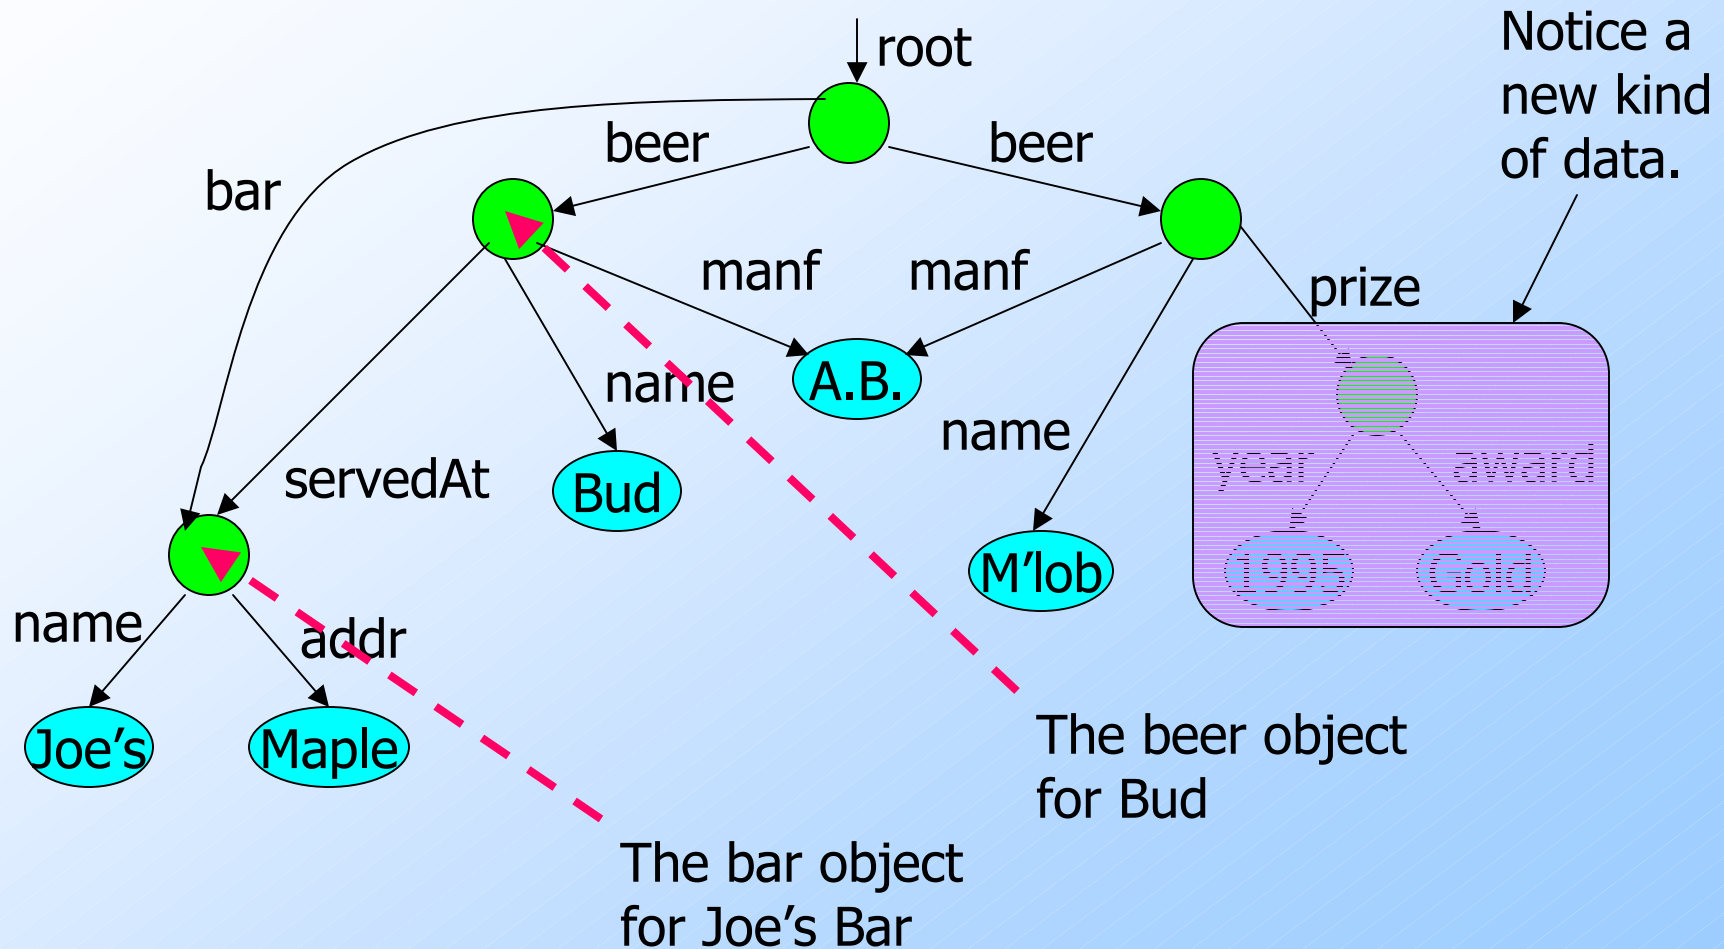 root
Notice a
new kind
of data.
beer
beer
bar
manf
manf
prize
name
A.B.
name
servedAt
Bud
year
award
M’lob
1995
Gold
name
addr
Joe’s
Maple
The beer object
for Bud
The bar object
for Joe’s Bar